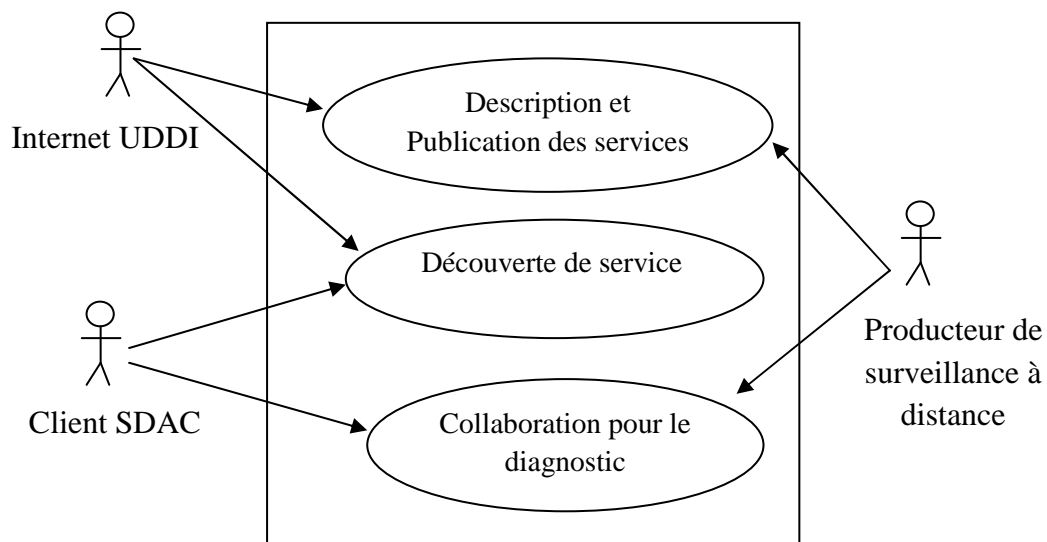 Description et
Publication des services
Internet UDDI
Découverte de service
Producteur de
surveillance à
distance
Client SDAC
Collaboration pour le
diagnostic